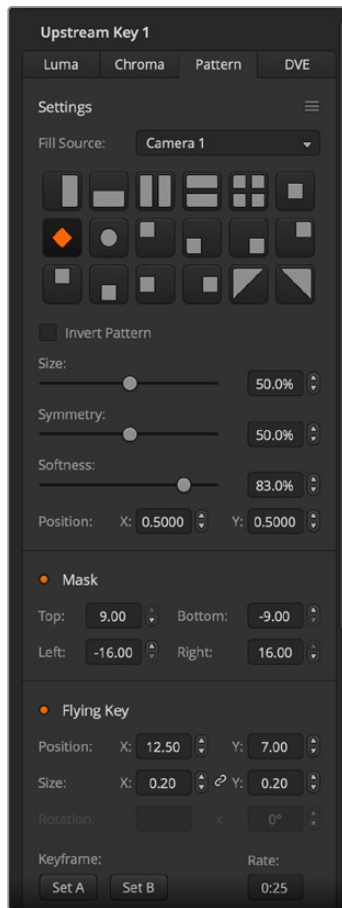 Upstream Key 1
Luma Chroma Pattern DVE
Settings
Fill Source: Camera 1
Invert Pattern
Size:
50.0%
Symmetry:
50.0%
Softness:
83.0%
Position: X: 0.5000 Y: 0.5000
Mask
Top: 9.00 Bottom: -9.00
Left: -16.00 Right: 16.00
Flying Key
Position: X: 12.50 Y: 7.00
Size: X: 0.20 Y: 0.20
Rotation: x 0°
Keyframe: Rate:
Set A Set B 0:25